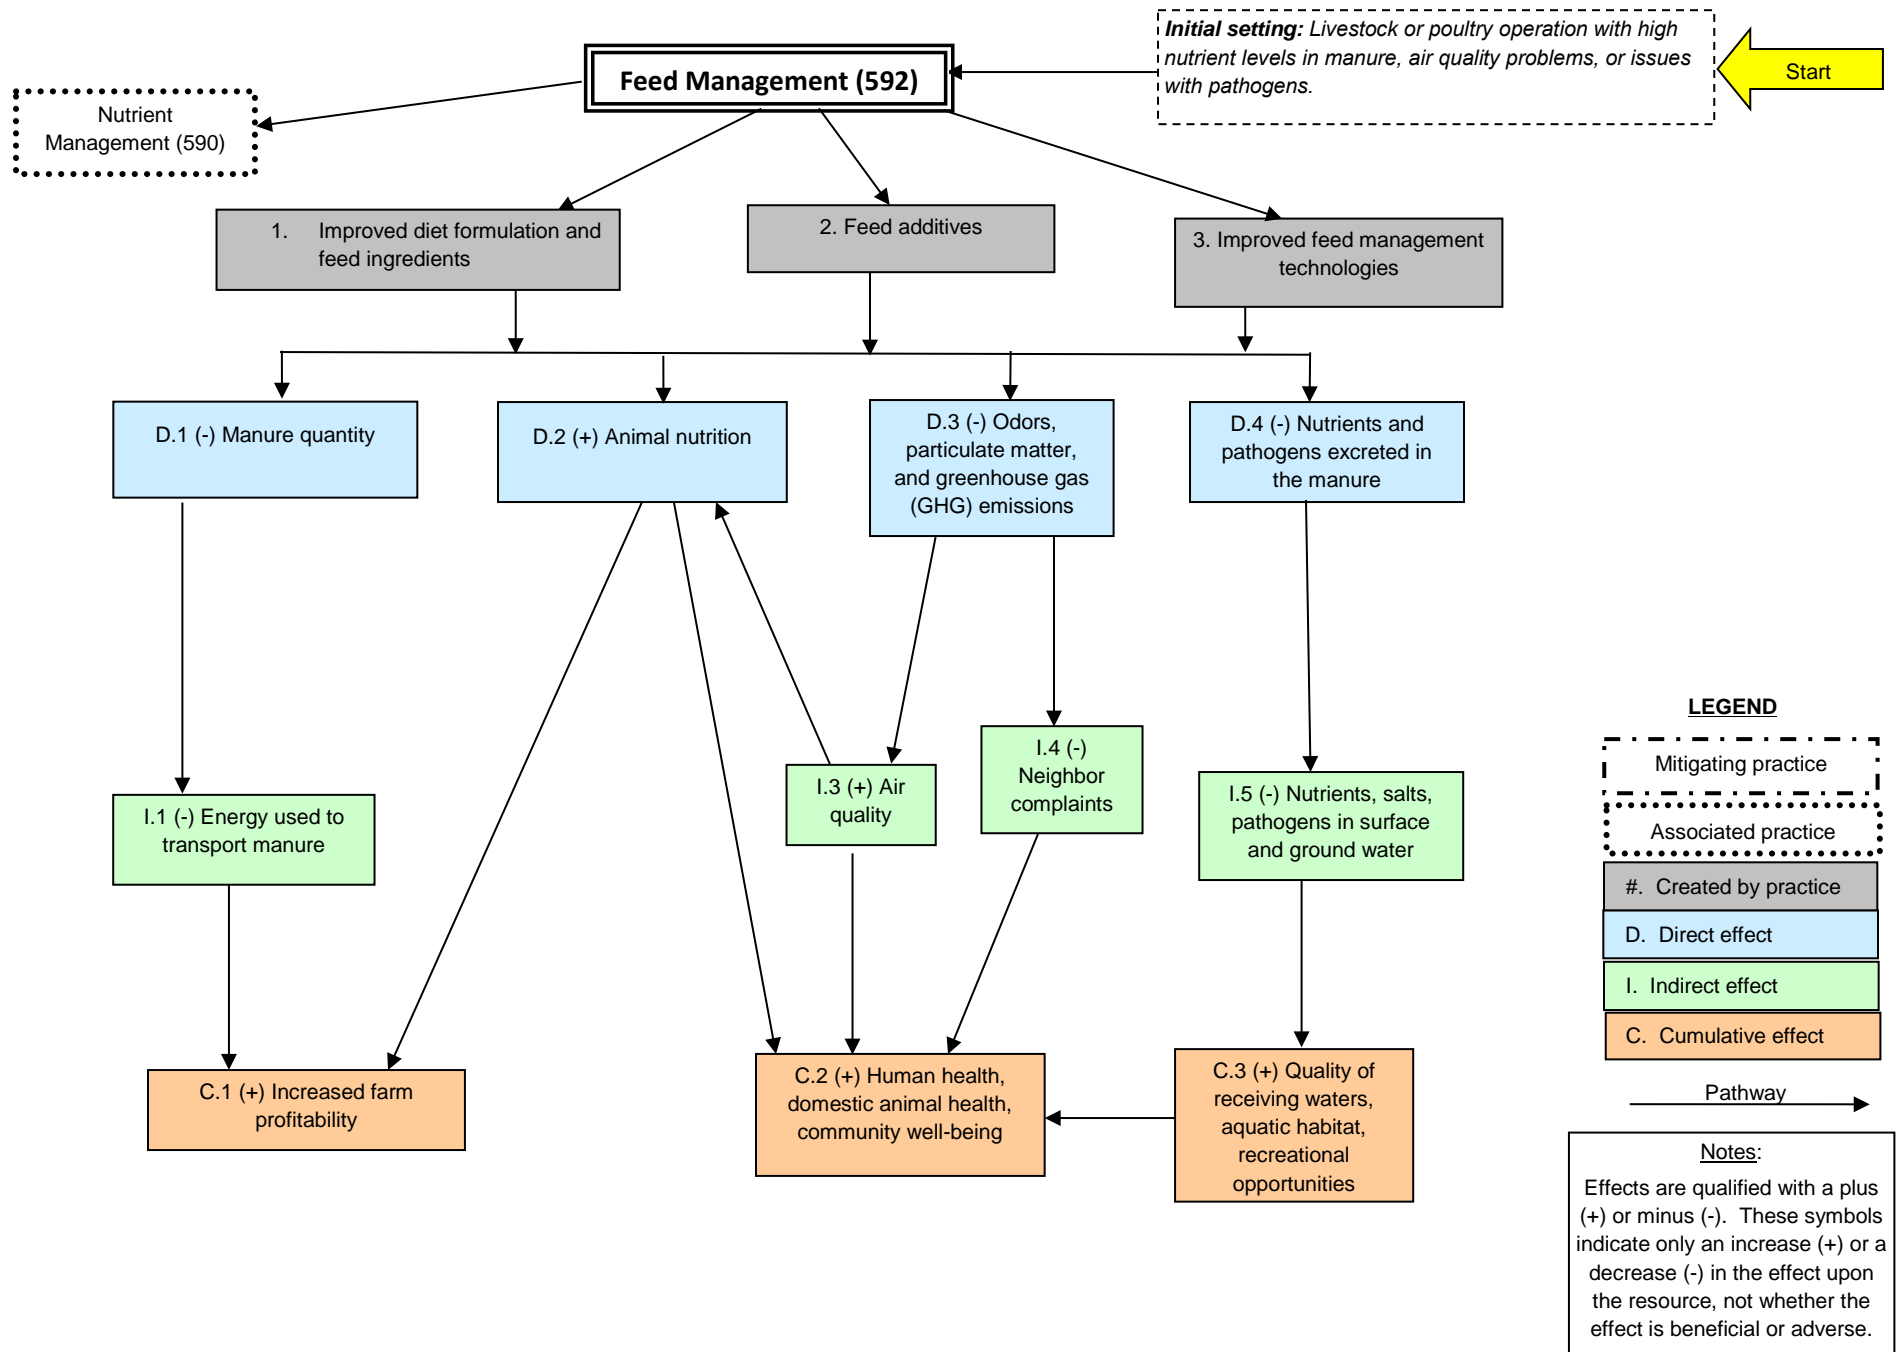 Initial setting: Livestock or poultry operation with high
nutrient levels in manure, air quality problems, or issues
with pathogens.
Start
Feed Management (592)
Nutrient
Management (590)
1. Improved diet formulation and
feed ingredients
2. Feed additives
3. Improved feed management
technologies
D.1 (-) Manure quantity
D.2 (+) Animal nutrition
D.3 (-) Odors,
particulate matter,
and greenhouse gas
(GHG) emissions
D.4 (-) Nutrients and
pathogens excreted in
the manure
I.1 (-) Energy used to
transport manure
I.3 (+) Air
quality
I.4 (-)
Neighbor
complaints
I.5 (-) Nutrients, salts,
pathogens in surface
and ground water
C.1 (+) Increased farm
profitability
C.2 (+) Human health,
domestic animal health,
community well-being
C.3 (+) Quality of
receiving waters,
aquatic habitat,
recreational
opportunities
LEGEND
Mitigating practice
Associated practice
#. Created by practice
D. Direct effect
I. Indirect effect
C. Cumulative effect
Pathway
Notes:
Effects are qualified with a plus
(+) or minus (-). These symbols
indicate only an increase (+) or a
decrease (-) in the effect upon
the resource, not whether the
effect is beneficial or adverse.